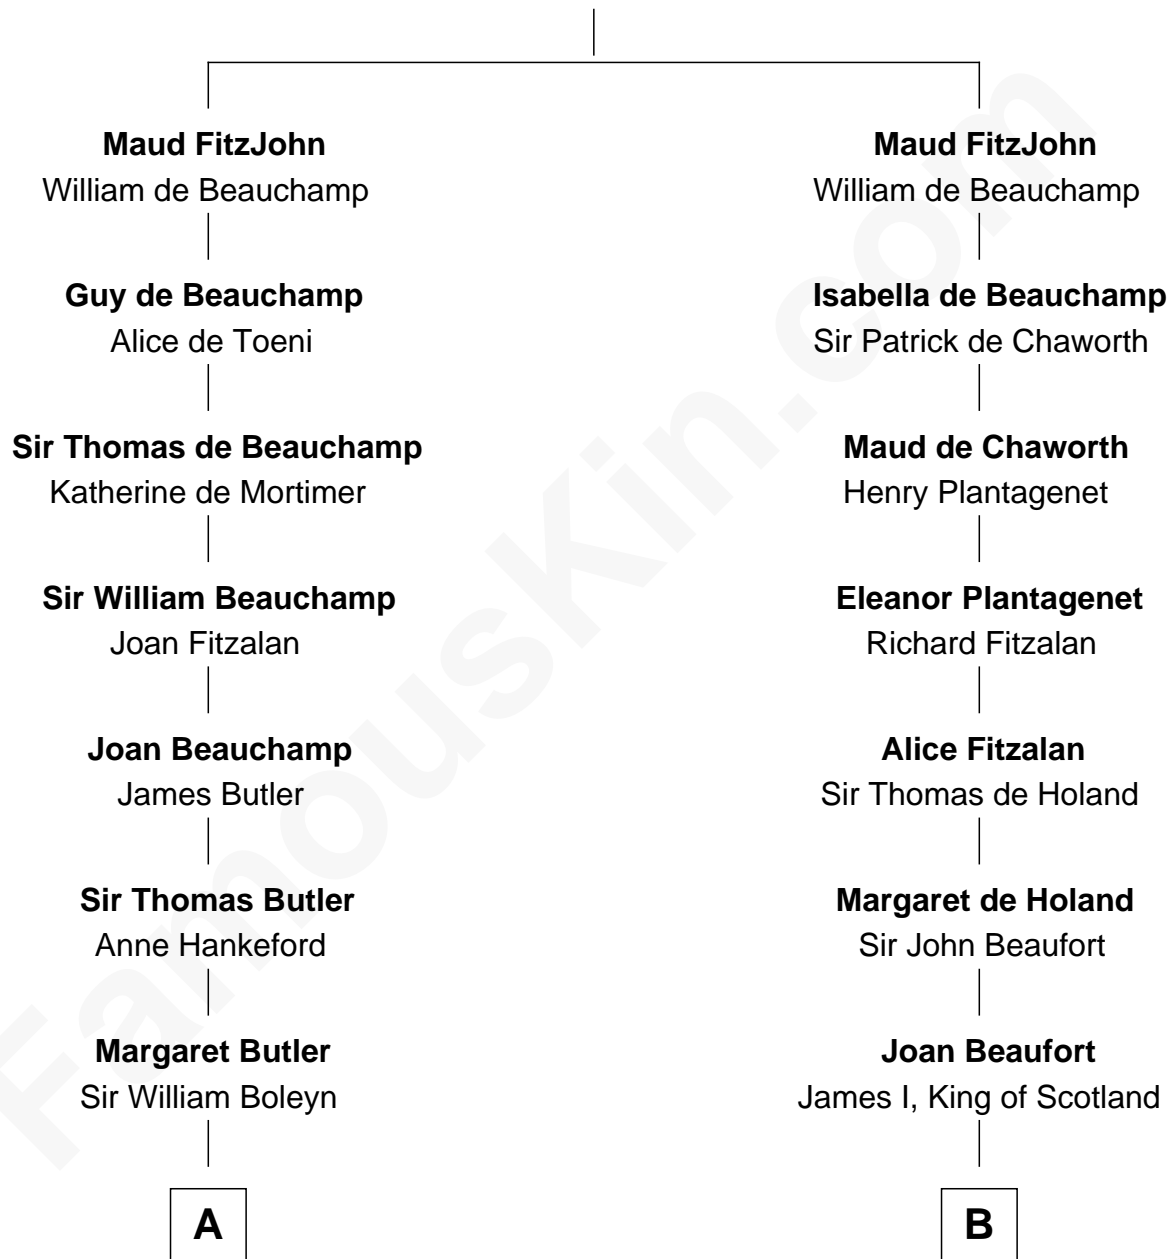 Maud FitzJohn
William de Beauchamp
Guy de Beauchamp
Alice de Toeni
Sir Thomas de Beauchamp
Katherine de Mortimer
Sir William Beauchamp
Joan Fitzalan
Joan Beauchamp
James Butler
Sir Thomas Butler
Anne Hankeford
Margaret Butler
Sir William Boleyn
A
Maud FitzJohn
William de Beauchamp
Isabella de Beauchamp
Sir Patrick de Chaworth
Maud de Chaworth
Henry Plantagenet
Eleanor Plantagenet
Richard Fitzalan
Alice Fitzalan
Sir Thomas de Holand
Margaret de Holand
Sir John Beaufort
Joan Beaufort
James I, King of Scotland
B
FamousKin.com